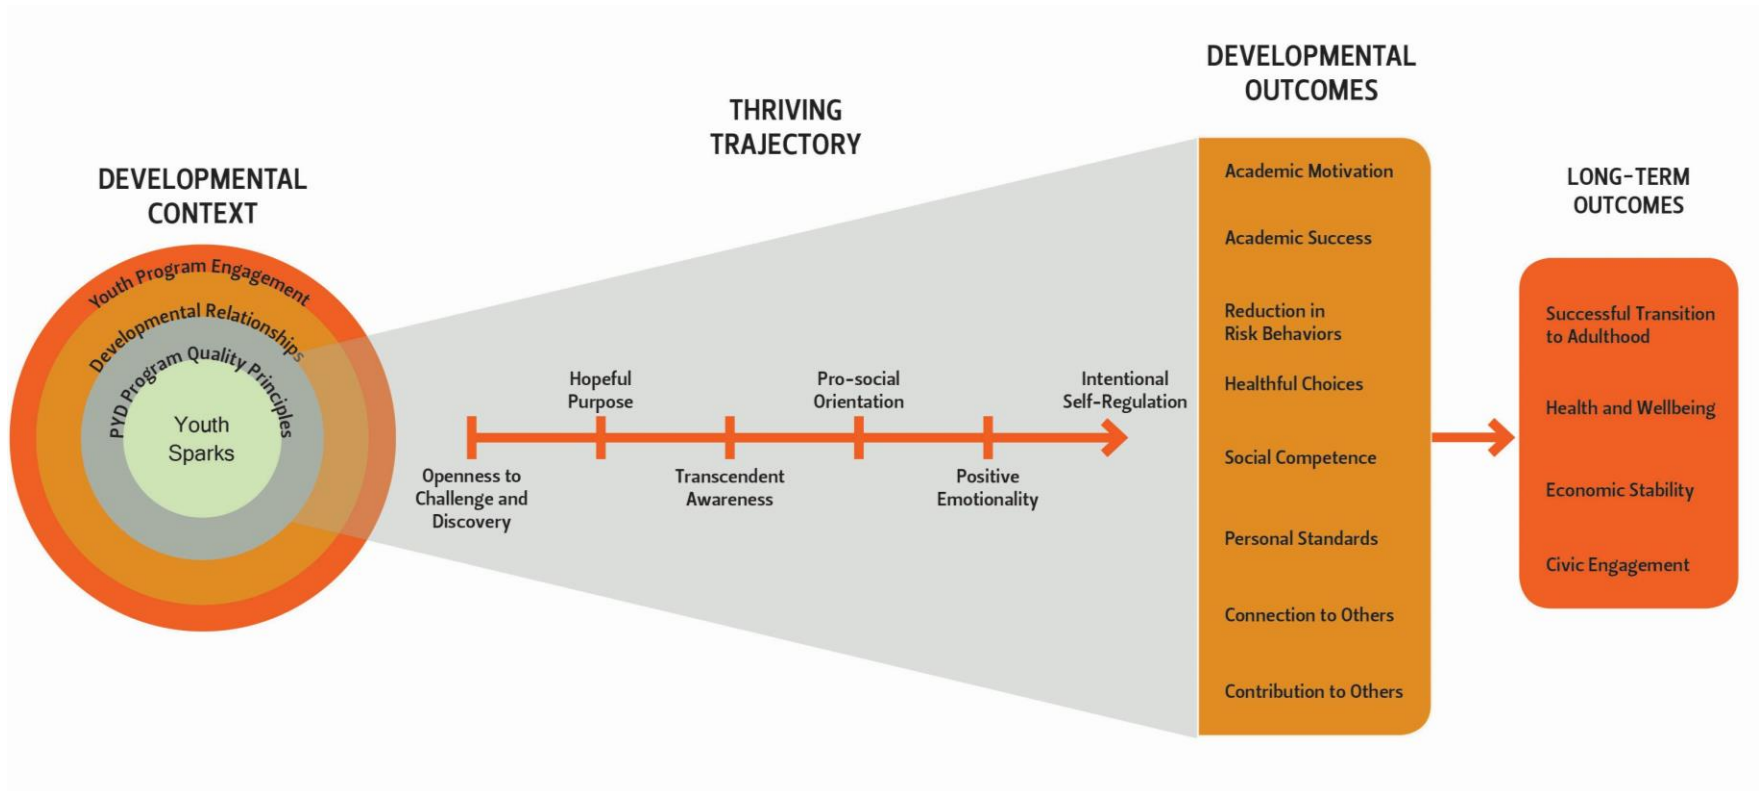 DEVELOPMENTAL
CONTEXT
Youth Program Engagement
Developmental Relationships
PYD Program Quality Principles
Youth
Sparks
THRIVING
TRAJECTORY
Openness to
Challenge and
Discovery
Hopeful
Purpose
Transcendent
Awareness
Pro-social
Orientation
Positive
Emotionality
Intentional
Self-Regulation
DEVELOPMENTAL
OUTCOMES
Academic Motivation
Academic Success
Reduction in
Risk Behaviors
Healthful Choices
Social Competence
Personal Standards
Connection to Others
Contribution to Others
LONG-TERM
OUTCOMES
Successful Transition
to Adulthood
Health and Wellbeing
Economic Stability
Civic Engagement